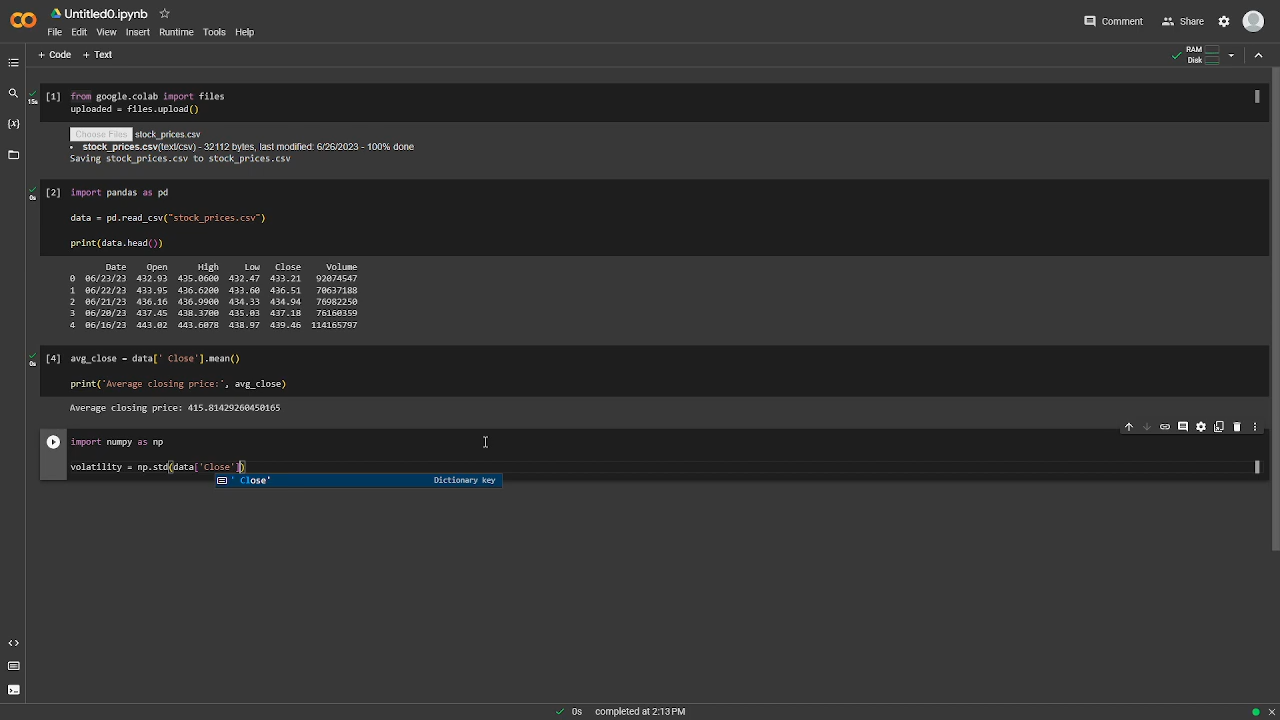 Untitled0.ipynb
File Edit View Insert Runtime Tools Help
Comment Share
+ Code + Text
RAM
Disk
[1] from google.colab import files
15s
uploaded = files.upload()
Choose Files stock_prices.csv
• stock_prices.csv(text/csv) - 32112 bytes, last modified: 6/26/2023 - 100% done
Saving stock_prices.csv to stock_prices.csv
[2] import pandas as pd
0s
data = pd.read_csv("stock_prices.csv")
print(data.head())
Date Open High Low Close Volume
0 06/23/23 432.93 435.0600 432.47 433.21 92074547
1 06/22/23 433.95 436.6200 433.60 436.51 70637188
2 06/21/23 436.16 436.9900 434.33 434.94 76982250
3 06/20/23 437.45 438.3700 435.03 437.18 76160359
4 06/16/23 443.02 443.6078 438.97 439.46 114165797
[4] avg_close = data[' Close'].mean()
0s
print('Average closing price:', avg_close)
Average closing price: 415.81429260450165
import numpy as np
volatility = np.std(data['Close'])
' Close' Dictionary key
0s completed at 2:13 PM